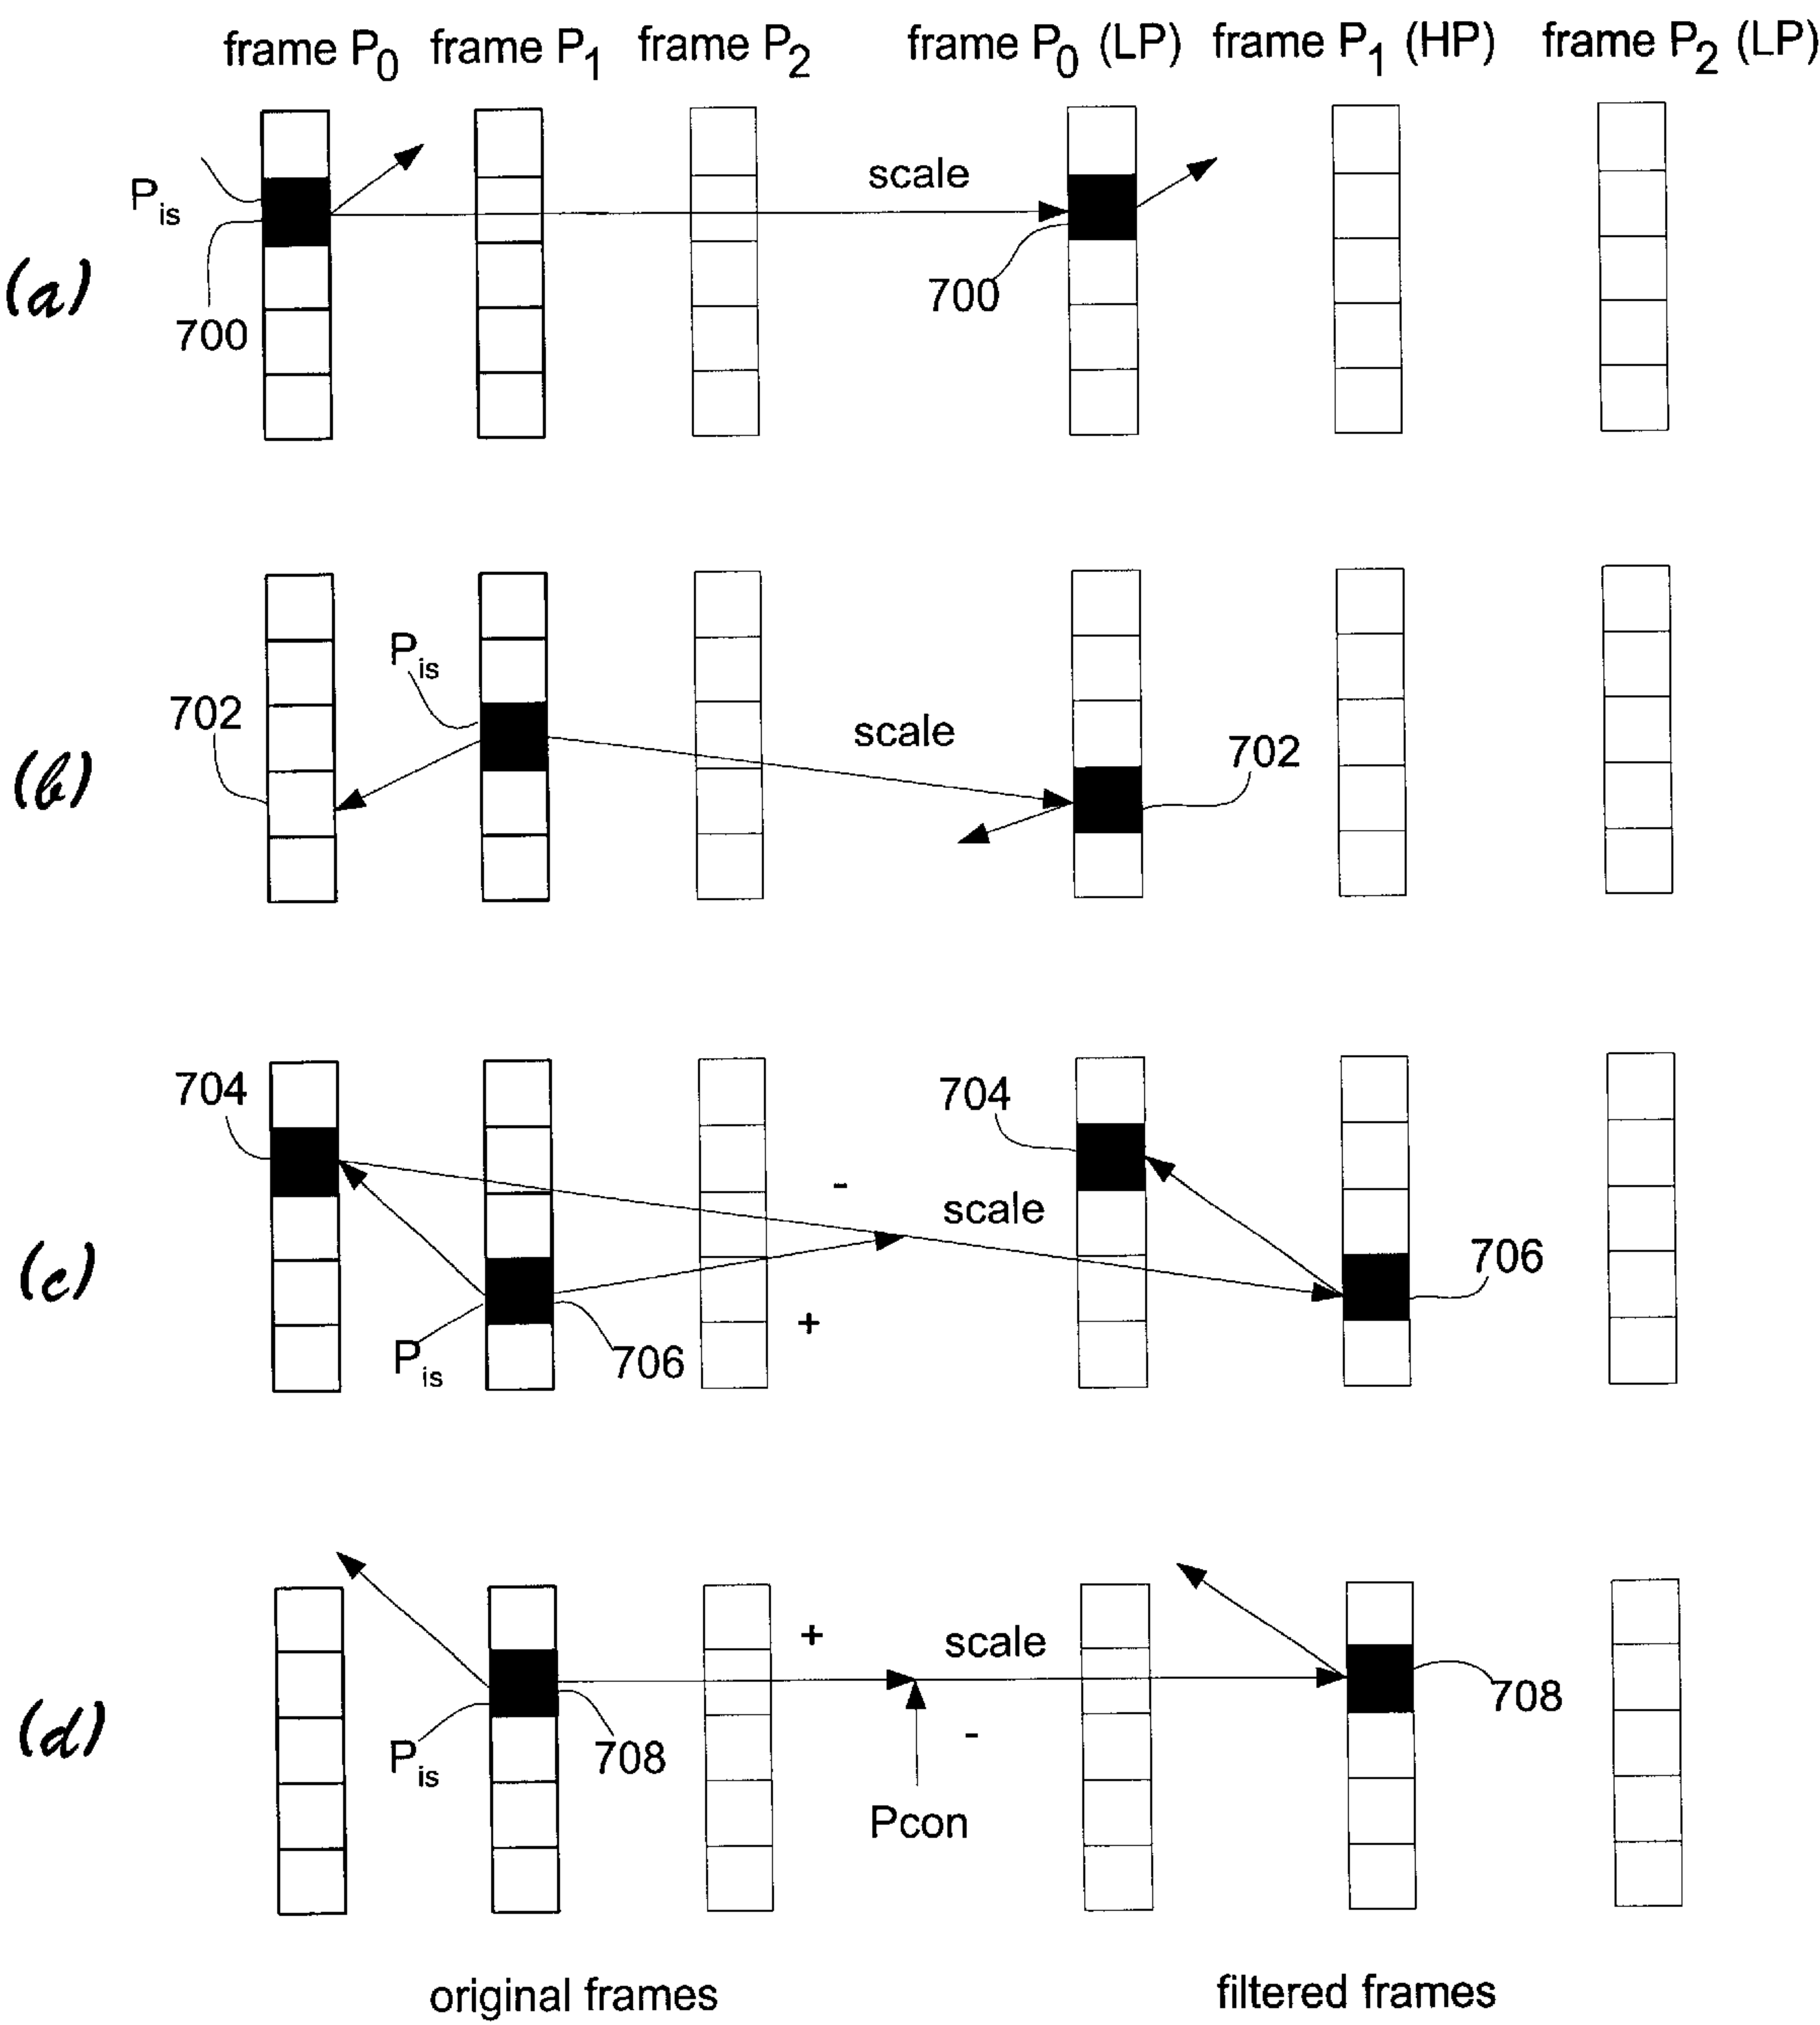 frame P0 frame P1 frame P2 frame P0 (LP) frame P1 (HP) frame P2 (LP)
(a)
Pis
700
scale
700
(b)
702
Pis
scale
702
(c)
704
Pis
706
-
+
scale
704
706
(d)
Pis
708
+
-
Pcon
scale
708
original frames filtered frames